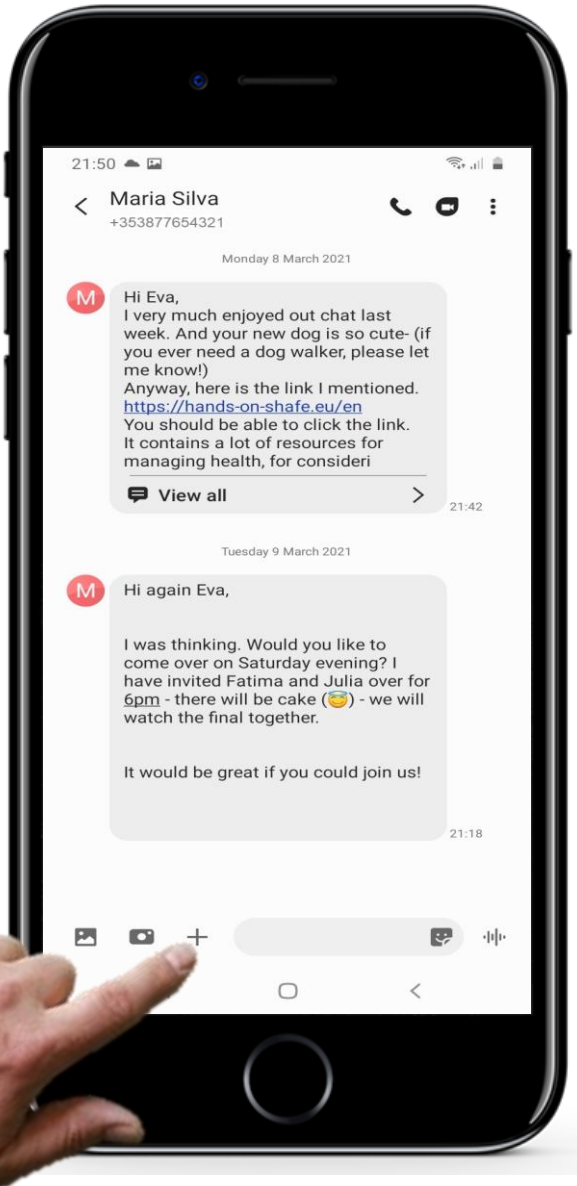 21:50
Maria Silva
+353877654321
Monday 8 March 2021
M
Hi Eva,
I very much enjoyed out chat last
week. And your new dog is so cute- (if
you ever need a dog walker, please let
me know!)
Anyway, here is the link I mentioned.
https://hands-on-shafe.eu/en
You should be able to click the link.
It contains a lot of resources for
managing health, for consideri
View all
21:42
Tuesday 9 March 2021
M
Hi again Eva,
I was thinking. Would you like to
come over on Saturday evening? I
have invited Fatima and Julia over for
6pm - there will be cake (😇) - we will
watch the final together.
It would be great if you could join us!
21:18